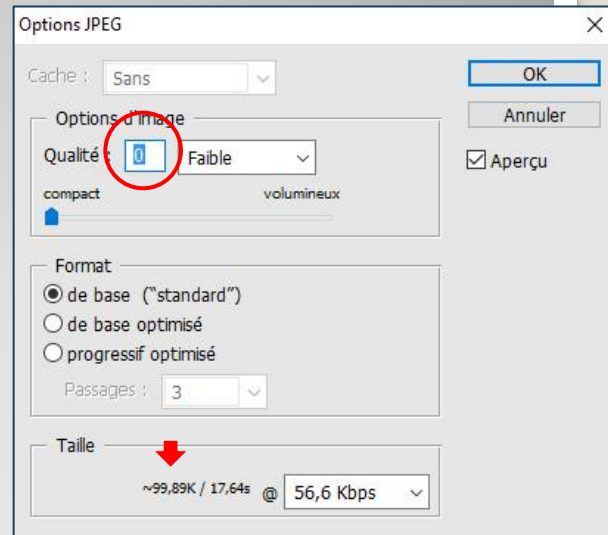 Options JPEG
Cache : Sans
OK
Options d'image
Annuler
Qualité : 0 Faible
Aperçu
compact volumineux
Format
de base ("standard")
de base optimisé
progressif optimisé
Passages : 3
Taille
~99,89K / 17,64s @ 56,6 Kbps